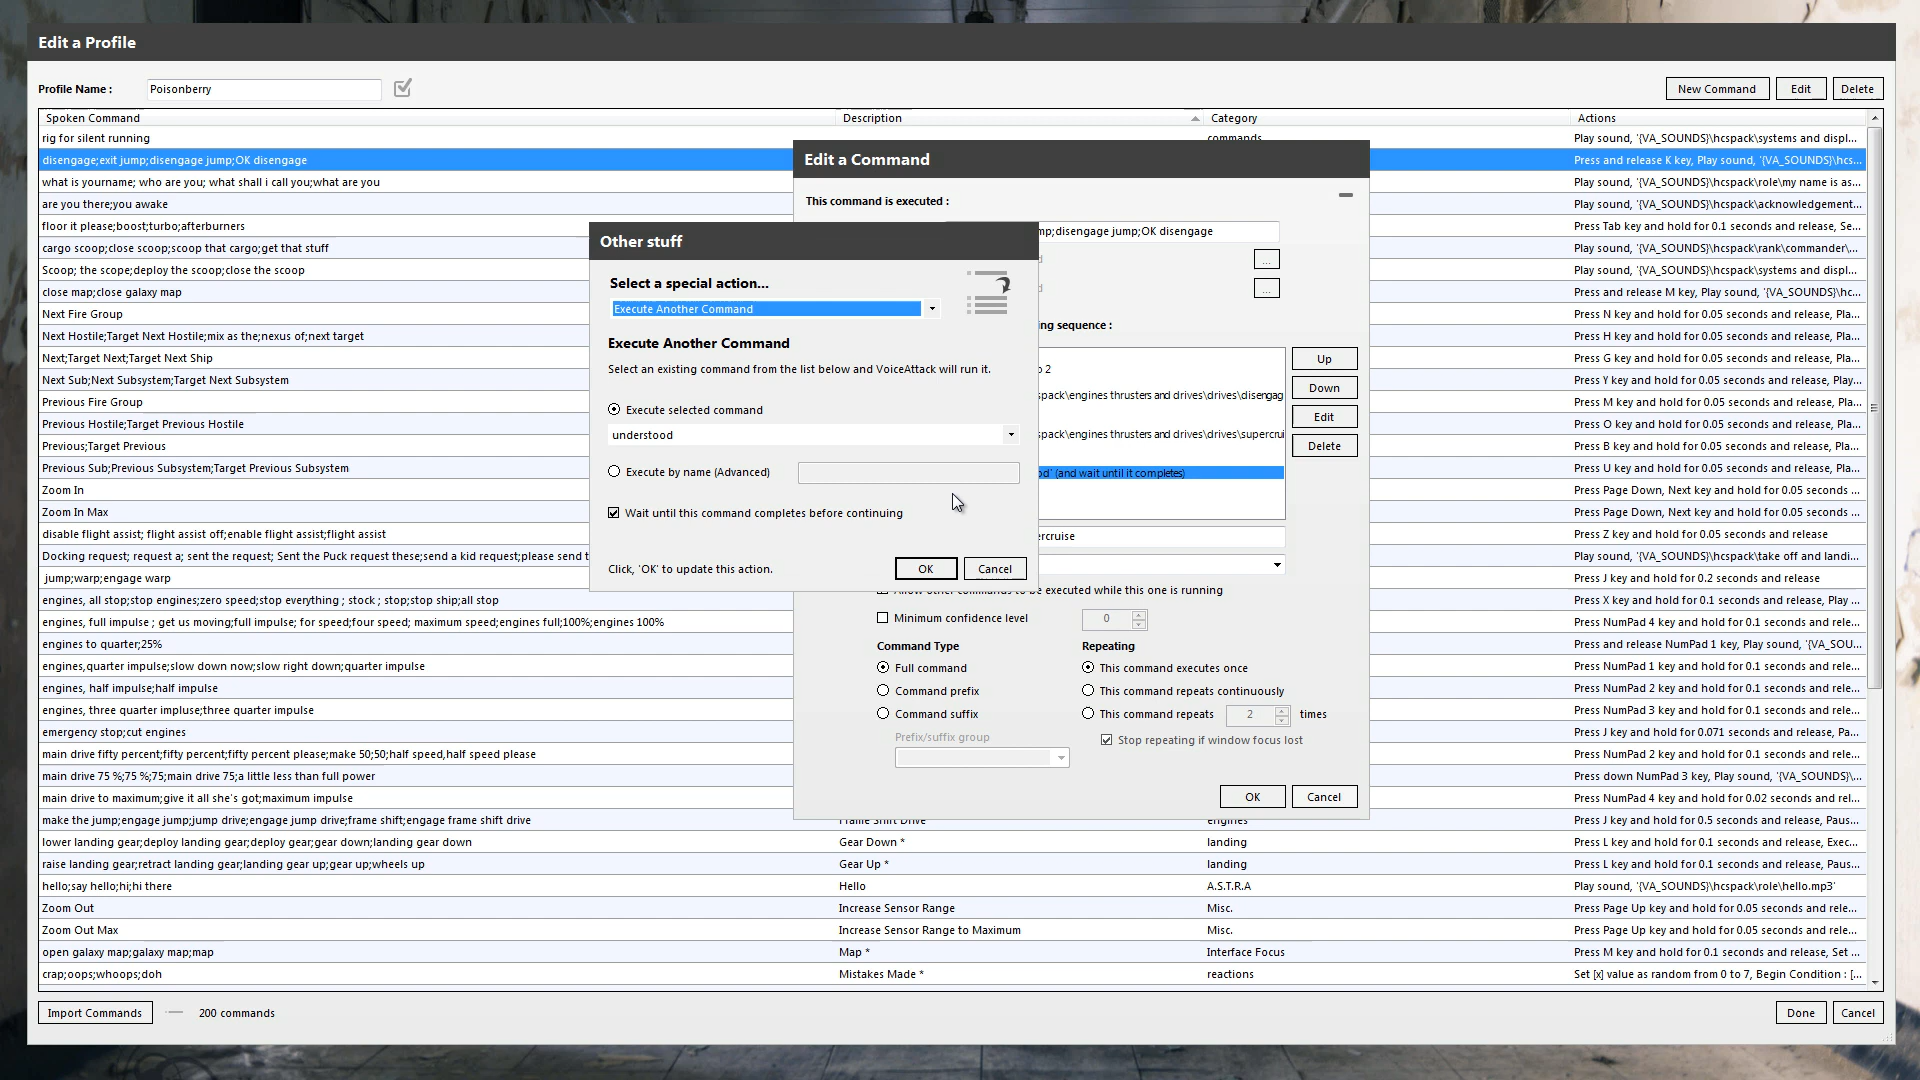 Edit a Profile
Profile Name :
Poisonberry
New Command
Edit
Delete
Spoken Command
Description
Category
Actions
rig for silent running
commands
Play sound, '{VA_SOUNDS}\hcspack\systems and displ...
disengage;exit jump;disengage jump;OK disengage
Press and release K key, Play sound, '{VA_SOUNDS}\hcs...
what is yourname; who are you; what shall i call you;what are you
Play sound, '{VA_SOUNDS}\hcspack\role\my name is as...
are you there;you awake
Play sound, '{VA_SOUNDS}\hcspack\acknowledgement...
floor it please;boost;turbo;afterburners
Press Tab key and hold for 0.1 seconds and release, Se...
cargo scoop;close scoop;scoop that cargo;get that stuff
Play sound, '{VA_SOUNDS}\hcspack\rank\commander\...
Scoop; the scope;deploy the scoop;close the scoop
Play sound, '{VA_SOUNDS}\hcspack\systems and displ...
close map;close galaxy map
Press and release M key, Play sound, '{VA_SOUNDS}\hc...
Next Fire Group
Press N key and hold for 0.05 seconds and release, Pla...
Next Hostile;Target Next Hostile;mix as the;nexus of;next target
Press H key and hold for 0.05 seconds and release, Pla...
Next;Target Next;Target Next Ship
Press G key and hold for 0.05 seconds and release, Pla...
Next Sub;Next Subsystem;Target Next Subsystem
Press Y key and hold for 0.05 seconds and release, Play...
Previous Fire Group
Press M key and hold for 0.05 seconds and release, Pla...
Previous Hostile;Target Previous Hostile
Press O key and hold for 0.05 seconds and release, Pla...
Previous;Target Previous
Press B key and hold for 0.05 seconds and release, Pla...
Previous Sub;Previous Subsystem;Target Previous Subsystem
Press U key and hold for 0.05 seconds and release, Pla...
Zoom In
Press Page Down, Next key and hold for 0.05 seconds ...
Zoom In Max
Press Page Down, Next key and hold for 0.05 seconds ...
disable flight assist; flight assist off;enable flight assist;flight assist
Press Z key and hold for 0.05 seconds and release
Docking request; request a; sent the request; Sent the Puck request these;send a kid request;please send t
Play sound, '{VA_SOUNDS}\hcspack\take off and landi...
jump;warp;engage warp
Press J key and hold for 0.2 seconds and release
engines, all stop;stop engines;zero speed;stop everything ; stock ; stop;stop ship;all stop
Press X key and hold for 0.1 seconds and release, Play ...
engines, full impulse ; get us moving;full impulse; for speed;four speed; maximum speed;engines full;100%;engines 100%
Press NumPad 4 key and hold for 0.1 seconds and rele...
engines to quarter;25%
Press and release NumPad 1 key, Play sound, '{VA_SOU...
engines,quarter impulse;slow down now;slow right down;quarter impulse
Press NumPad 1 key and hold for 0.1 seconds and rele...
engines, half impulse;half impulse
Press NumPad 2 key and hold for 0.1 seconds and rele...
engines, three quarter impluse;three quarter impulse
Press NumPad 3 key and hold for 0.1 seconds and rele...
emergency stop;cut engines
Press J key and hold for 0.071 seconds and release, Pa...
main drive fifty percent;fifty percent;fifty percent please;make 50;50;half speed,half speed please
Press NumPad 2 key and hold for 0.1 seconds and rele...
main drive 75 %;75 %;75;main drive 75;a little less than full power
Press down NumPad 3 key, Play sound, '{VA_SOUNDS}\...
main drive to maximum;give it all she's got;maximum impulse
Press NumPad 4 key and hold for 0.02 seconds and rel...
make the jump;engage jump;jump drive;engage jump drive;frame shift;engage frame shift drive
Frame Shift Drive
engines
Press J key and hold for 0.5 seconds and release, Paus...
lower landing gear;deploy landing gear;deploy gear;gear down;landing gear down
Gear Down *
landing
Press L key and hold for 0.1 seconds and release, Exec...
raise landing gear;retract landing gear;landing gear up;gear up;wheels up
Gear Up *
landing
Press L key and hold for 0.1 seconds and release, Paus...
hello;say hello;hi;hi there
Hello
A.S.T.R.A
Play sound, '{VA_SOUNDS}\hcspack\role\hello.mp3'
Zoom Out
Increase Sensor Range
Misc.
Press Page Up key and hold for 0.05 seconds and rele...
Zoom Out Max
Increase Sensor Range to Maximum
Misc.
Press Page Up key and hold for 0.05 seconds and rele...
open galaxy map;galaxy map;map
Map *
Interface Focus
Press M key and hold for 0.1 seconds and release, Set ...
crap;oops;whoops;doh
Mistakes Made *
reactions
Set [x] value as random from 0 to 7, Begin Condition : [...
Import Commands
200 commands
Done
Cancel
Edit a Command
This command is executed :
mp;disengage jump;OK disengage
d
...
d
...
ing sequence :
o 2
spack\engines thrusters and drives\drives\disengag
spack\engines thrusters and drives\drives\supercrui
od' (and wait until it completes)
Up
Down
Edit
Delete
ercruise
Allow other commands to be executed while this one is running
Minimum confidence level
0
Command Type
Repeating
Full command
This command executes once
Command prefix
This command repeats continuously
Command suffix
This command repeats
2
times
Prefix/suffix group
Stop repeating if window focus lost
OK
Cancel
Other stuff
Select a special action...
Execute Another Command
Execute Another Command
Select an existing command from the list below and VoiceAttack will run it.
Execute selected command
understood
Execute by name (Advanced)
Wait until this command completes before continuing
Click, 'OK' to update this action.
OK
Cancel